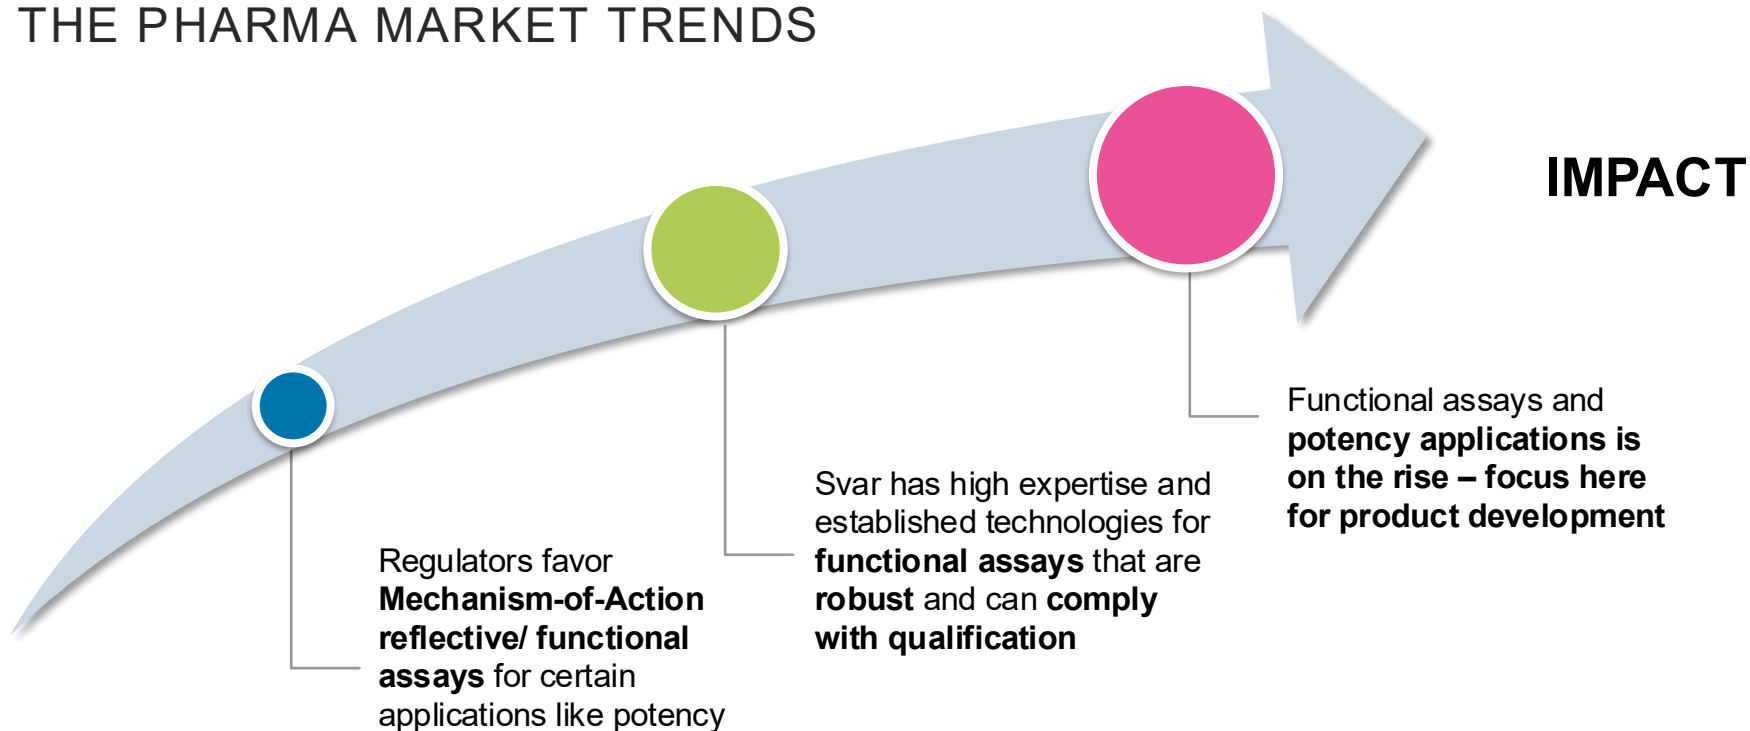 THE PHARMA MARKET TRENDS
IMPACT
Regulators favor
Mechanism-of-Action
reflective/ functional
assays for certain
applications like potency
Svar has high expertise and
established technologies for
functional assays that are
robust and can comply
with qualification
Functional assays and
potency applications is
on the rise – focus here
for product development